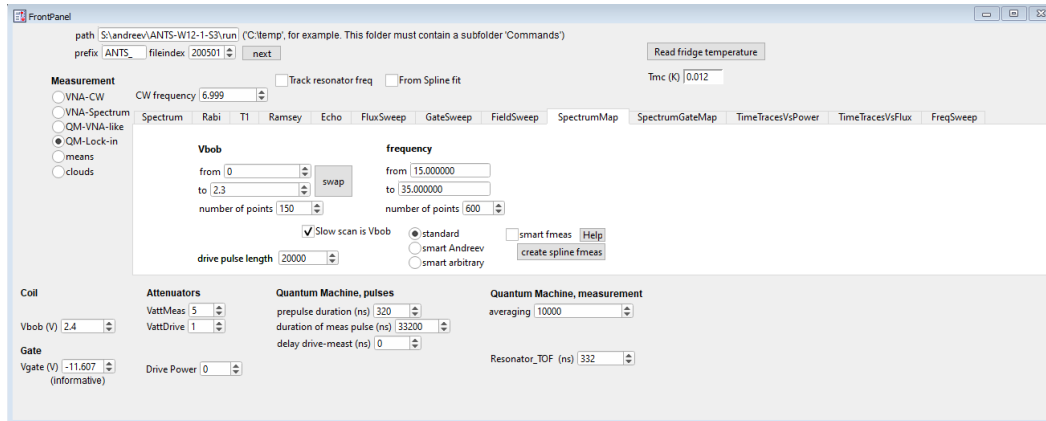 FrontPanel
path S:\andreev\ANTS-W12-1-S3\run ('C:\temp', for example. This folder must contain a subfolder 'Commands')
prefix ANTS_ fileindex 200501 next Read fridge temperature
Tmc (K) 0.012
Measurement Track resonator freq From Spline fit
VNA-CW CW frequency 6.999
VNA-Spectrum
QM-VNA-like
QM-Lock-in
means
clouds
Spectrum Rabi T1 Ramsey Echo FluxSweep GateSweep FieldSweep SpectrumMap SpectrumGateMap TimeTracesVsPower TimeTracesVsFlux FreqSweep
Vbob frequency
from 0 swap from 15.000000
to 2.3 to 35.000000
number of points 150 number of points 600
Slow scan is Vbob standard smart fmeas Help
smart Andreev create spline fmeas
drive pulse length 20000 smart arbitrary
Coil Attenuators Quantum Machine, pulses Quantum Machine, measurement
VattMeas 5 prepulse duration (ns) 320 averaging 10000
Vbob (V) 2.4 VattDrive 1 duration of meas pulse (ns) 33200
delay drive-meast (ns) 0
Gate
Resonator_TOF (ns) 332
Vgate (V) -11.607 Drive Power 0
(informative)